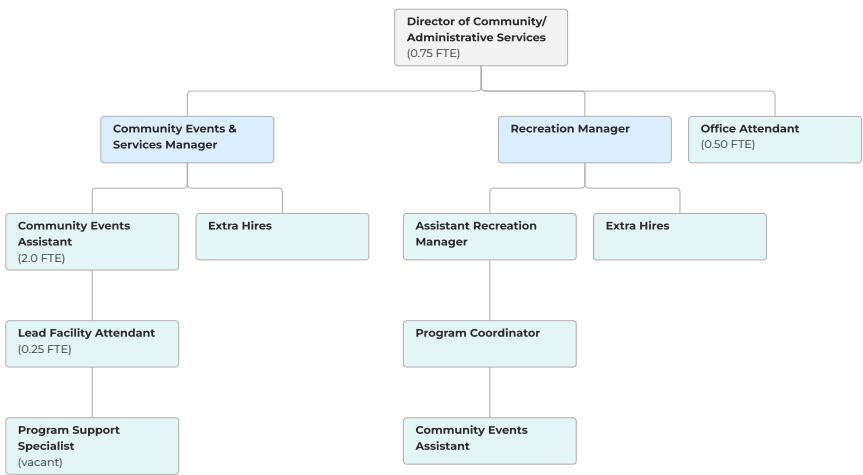 Director of Community/
Administrative Services
(0.75 FTE)
Community Events &
Services Manager
Recreation Manager
Office Attendant
(0.50 FTE)
Community Events
Assistant
(2.0 FTE)
Extra Hires
Assistant Recreation
Manager
Extra Hires
Lead Facility Attendant
(0.25 FTE)
Program Coordinator
Program Support
Specialist
(vacant)
Community Events
Assistant